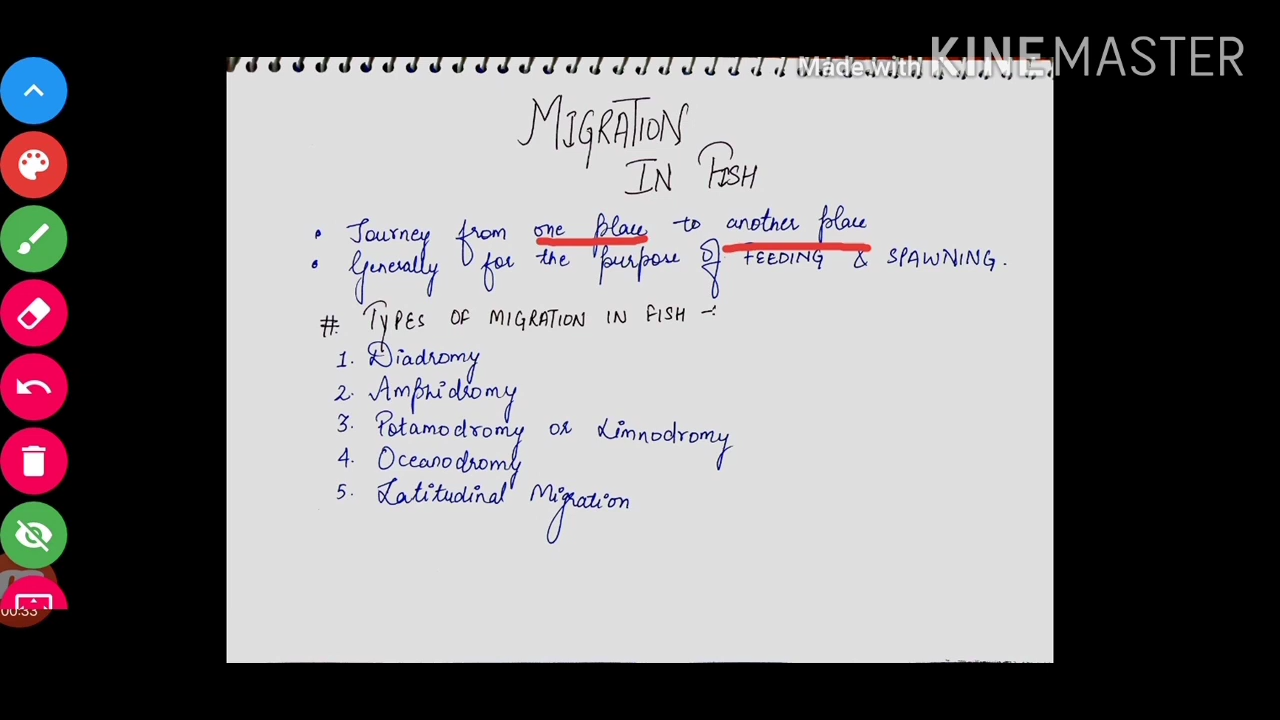 Made with KINEMASTER
MIGRATION
IN FISH
• Journey from one place to another place
• Generally for the purpose of FEEDING & SPAWNING.
# TYPES OF MIGRATION IN FISH -:
1. Diadromy
2. Amphidromy
3. Potamodromy or Limnodromy
4. Oceanodromy
5. Latitudinal Migration
00:33